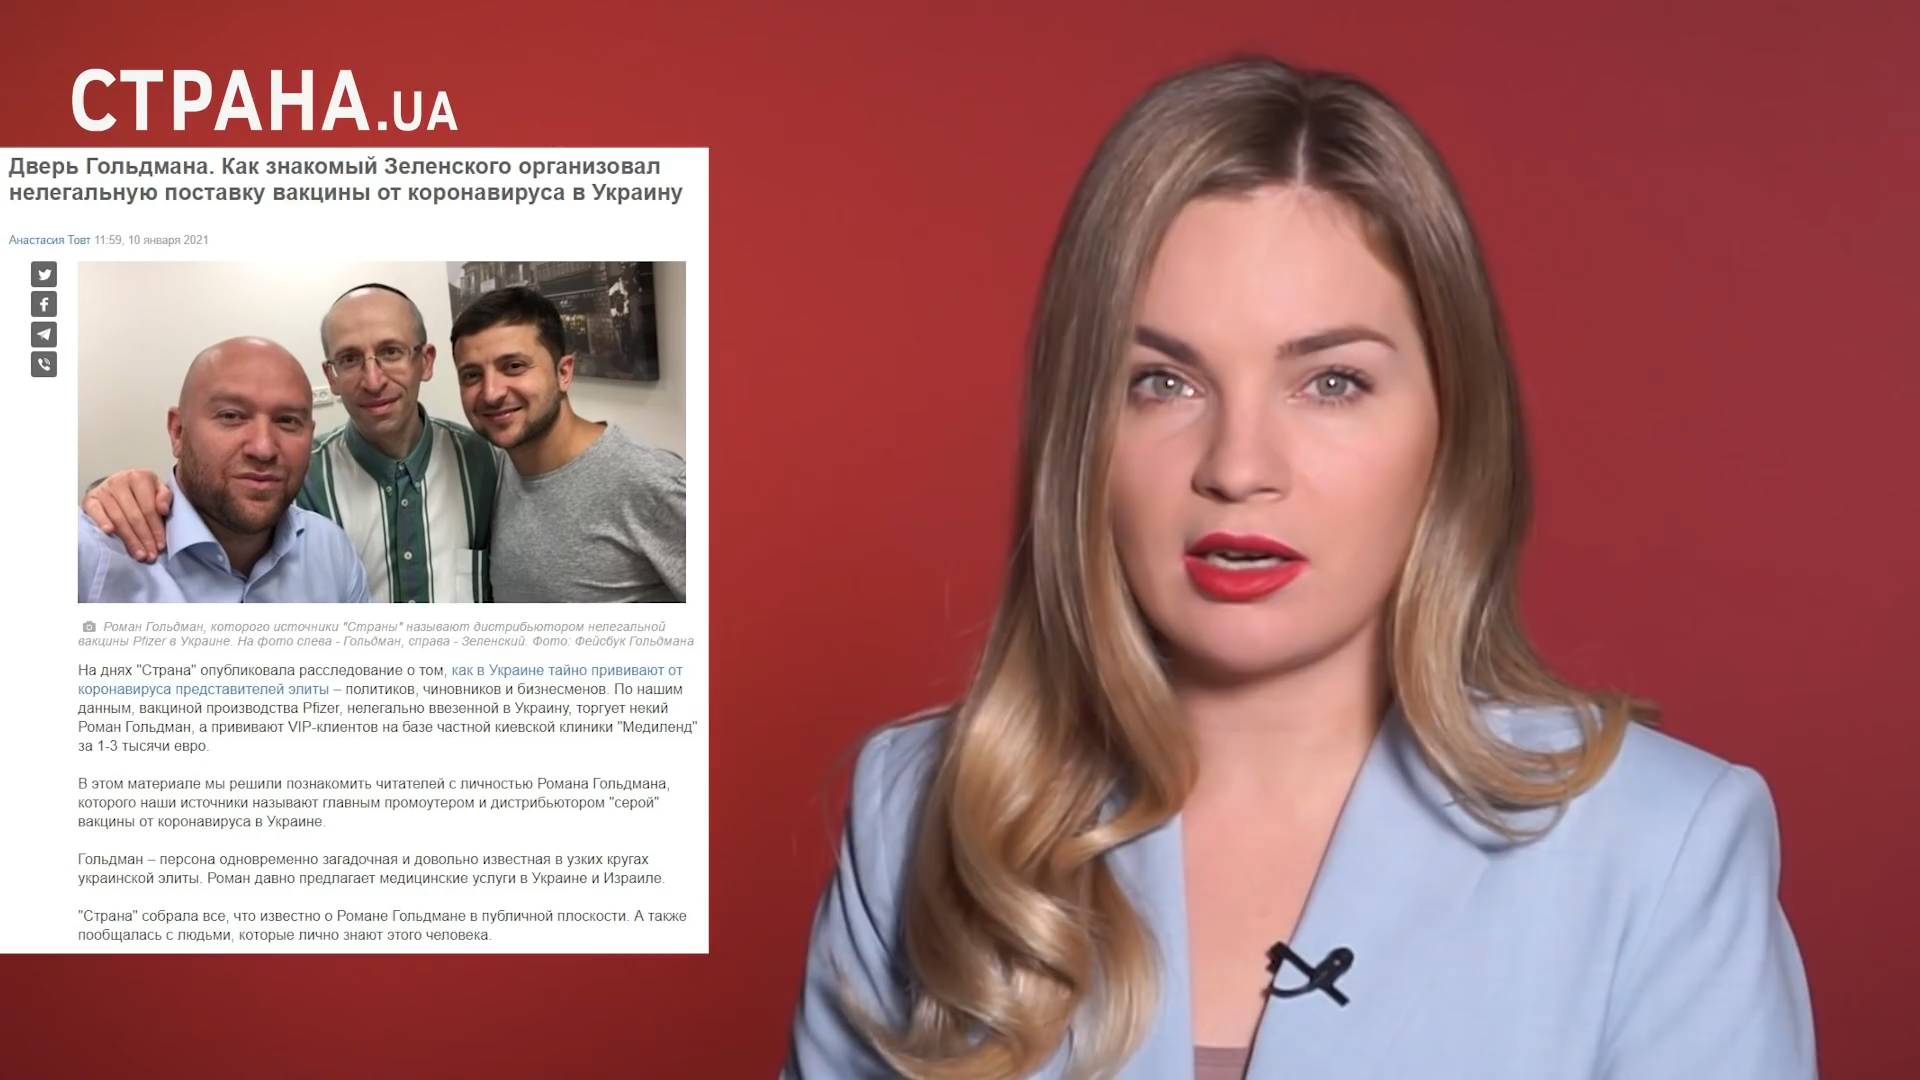 СТРАНА.UA
Дверь Гольдмана. Как знакомый Зеленского организовал
нелегальную поставку вакцины от коронавируса в Украину
Анастасия Товт 11:59, 10 января 2021
Роман Гольдман, которого источники "Страны" называют дистрибьютором нелегальной
вакцины Pfizer в Украине. На фото слева - Гольдман, справа - Зеленский. Фото: Фейсбук Гольдмана
На днях "Страна" опубликовала расследование о том, как в Украине тайно прививают от
коронавируса представителей элиты – политиков, чиновников и бизнесменов. По нашим
данным, вакциной производства Pfizer, нелегально ввезенной в Украину, торгует некий
Роман Гольдман, а прививают VIP-клиентов на базе частной киевской клиники "Медиленд"
за 1-3 тысячи евро.
В этом материале мы решили познакомить читателей с личностью Романа Гольдмана,
которого наши источники называют главным промоутером и дистрибьютором "серой"
вакцины от коронавируса в Украине.
Гольдман – персона одновременно загадочная и довольно известная в узких кругах
украинской элиты. Роман давно предлагает медицинские услуги в Украине и Израиле.
"Страна" собрала все, что известно о Романе Гольдмане в публичной плоскости. А также
пообщалась с людьми, которые лично знают этого человека.